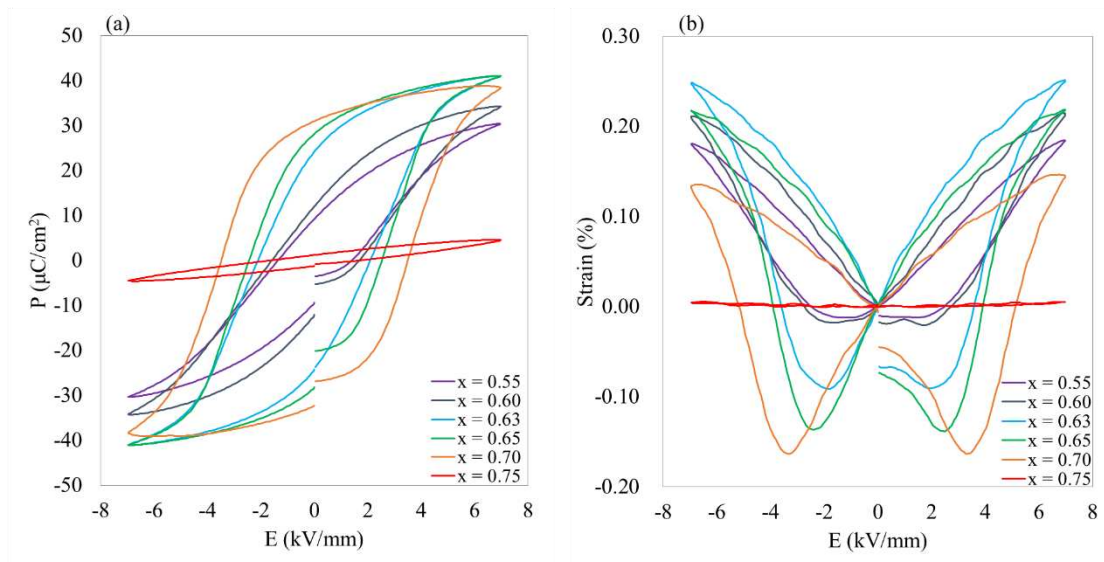 (a)
50
40
30
20
10
0
-10
-20
-30
-40
-50
P (μC/cm²)
-8 -6 -4 -2 0 2 4 6 8
E (kV/mm)
x = 0.55
x = 0.60
x = 0.63
x = 0.65
x = 0.70
x = 0.75
(b)
0.30
0.20
0.10
0.00
-0.10
-0.20
Strain (%)
-8 -6 -4 -2 0 2 4 6 8
E (kV/mm)
x = 0.55
x = 0.60
x = 0.63
x = 0.65
x = 0.70
x = 0.75